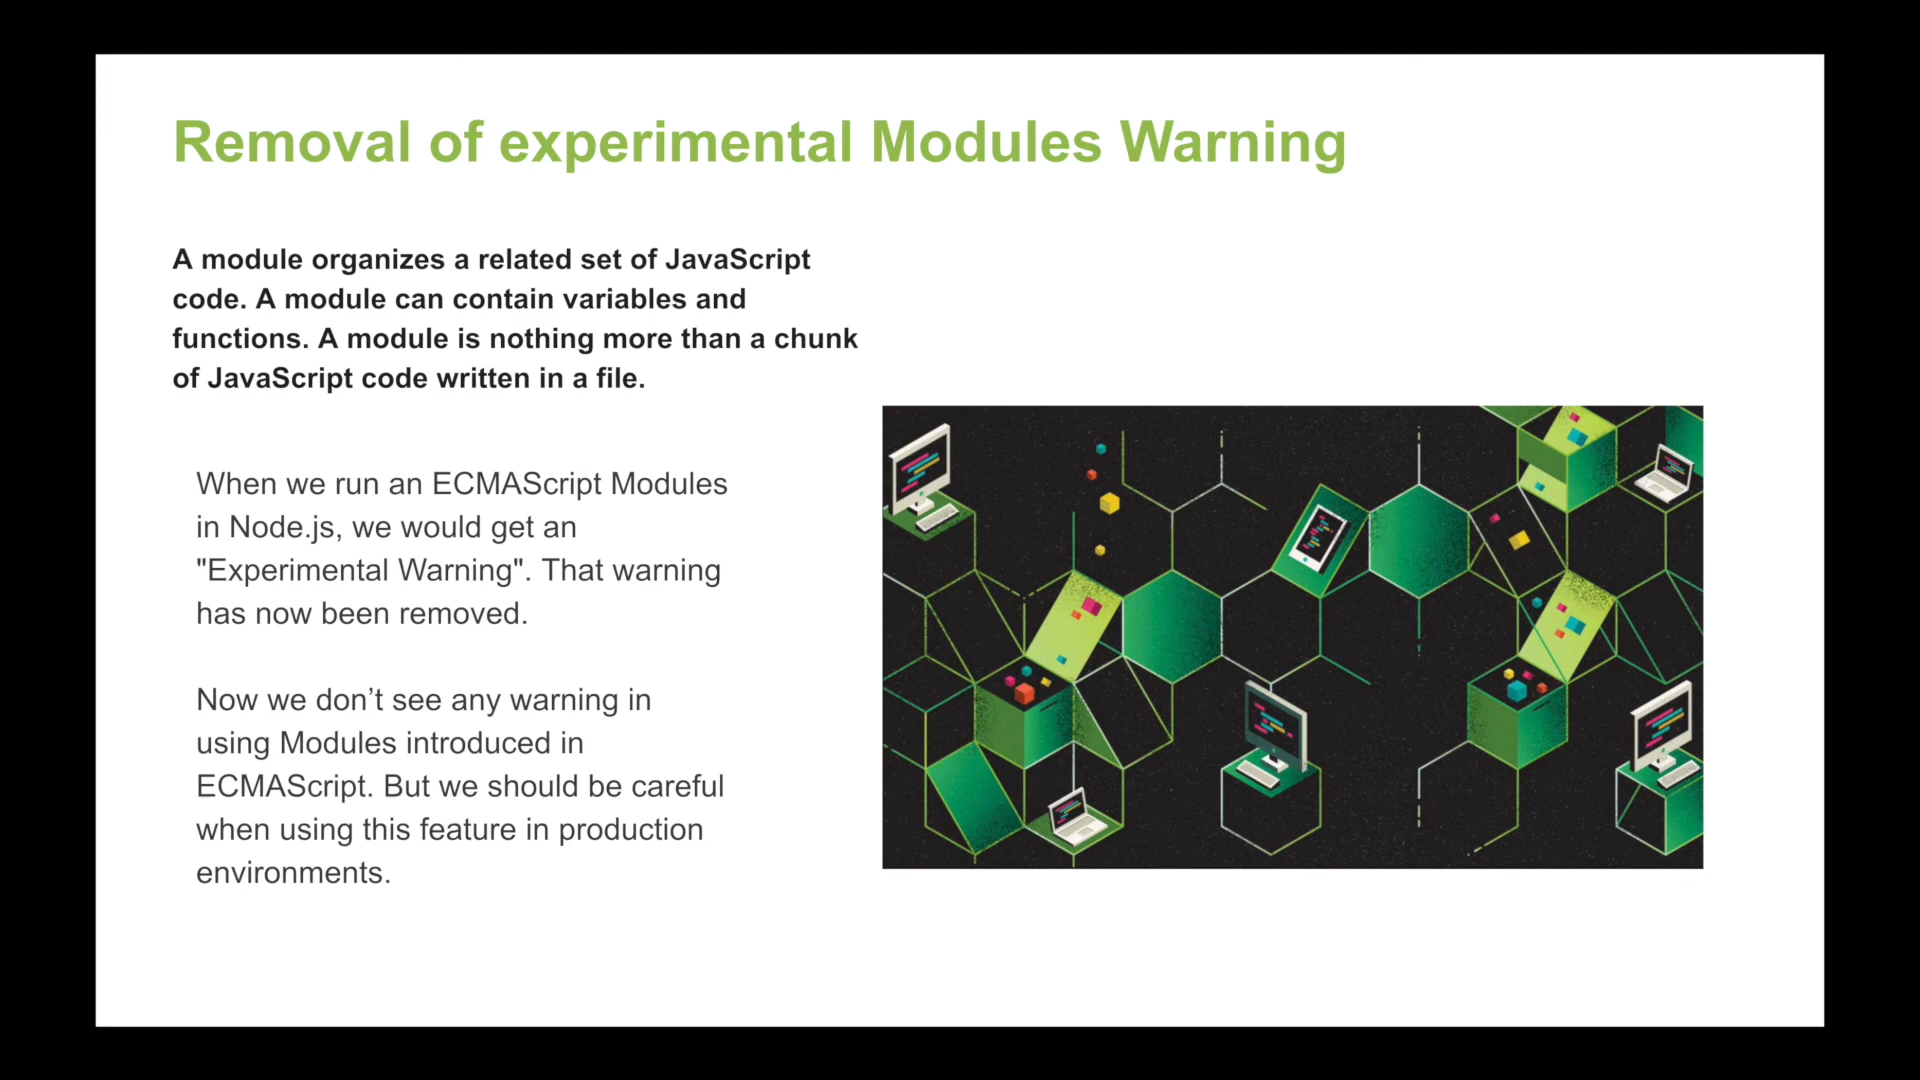 Removal of experimental Modules Warning
A module organizes a related set of JavaScript
code. A module can contain variables and
functions. A module is nothing more than a chunk
of JavaScript code written in a file.
When we run an ECMAScript Modules
in Node.js, we would get an
"Experimental Warning". That warning
has now been removed.
Now we don’t see any warning in
using Modules introduced in
ECMAScript. But we should be careful
when using this feature in production
environments.